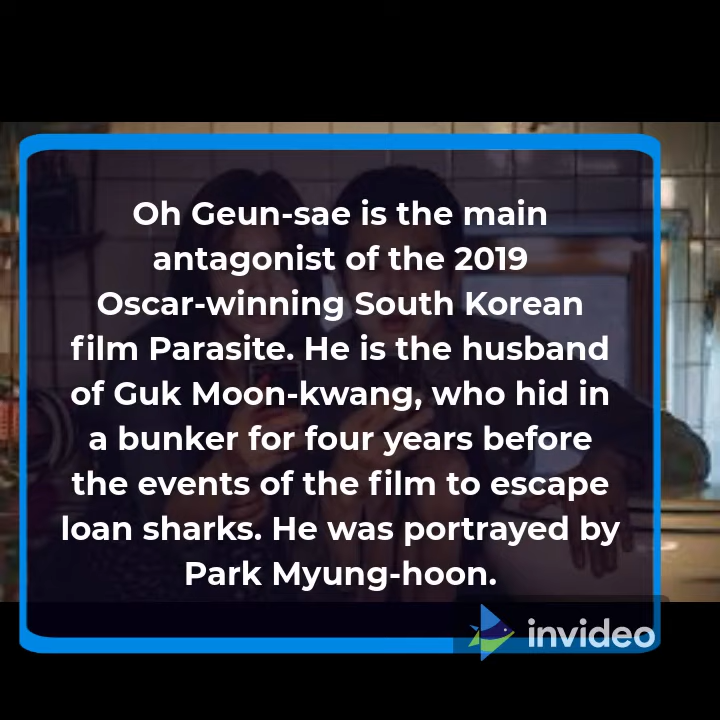 Oh Geun-sae is the main
antagonist of the 2019
Oscar-winning South Korean
film Parasite. He is the husband
of Guk Moon-kwang, who hid in
a bunker for four years before
the events of the film to escape
loan sharks. He was portrayed by
Park Myung-hoon.
invideo